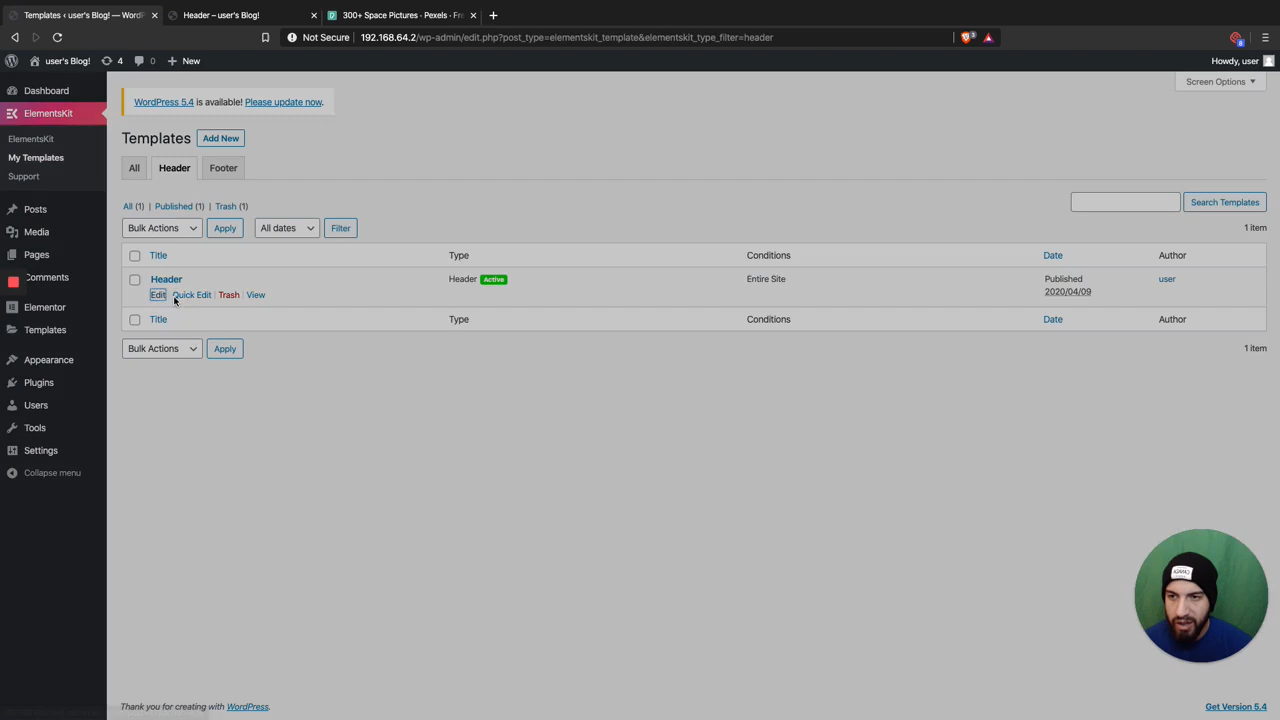 Templates ‹ user's Blog! — WordP
Header – user's Blog!
300+ Space Pictures · Pexels · Fre
Not Secure
192.168.64.2/wp-admin/edit.php?post_type=elementskit_template&elementskit_type_filter=header
user's Blog!
4
0
New
Howdy, user
Screen Options
Dashboard
ElementsKit
ElementsKit
My Templates
Support
Posts
Media
Pages
Comments
Elementor
Templates
Appearance
Plugins
Users
Tools
Settings
Collapse menu
WordPress 5.4 is available! Please update now.
Templates
Add New
All
Header
Footer
All (1) | Published (1) | Trash (1)
Search Templates
Bulk Actions
Apply
All dates
Filter
1 item
Title
Type
Conditions
Date
Author
Header
Header Active
Entire Site
Published
2020/04/09
user
Edit | Quick Edit | Trash | View
Title
Type
Conditions
Date
Author
Bulk Actions
Apply
1 item
Thank you for creating with WordPress.
Get Version 5.4